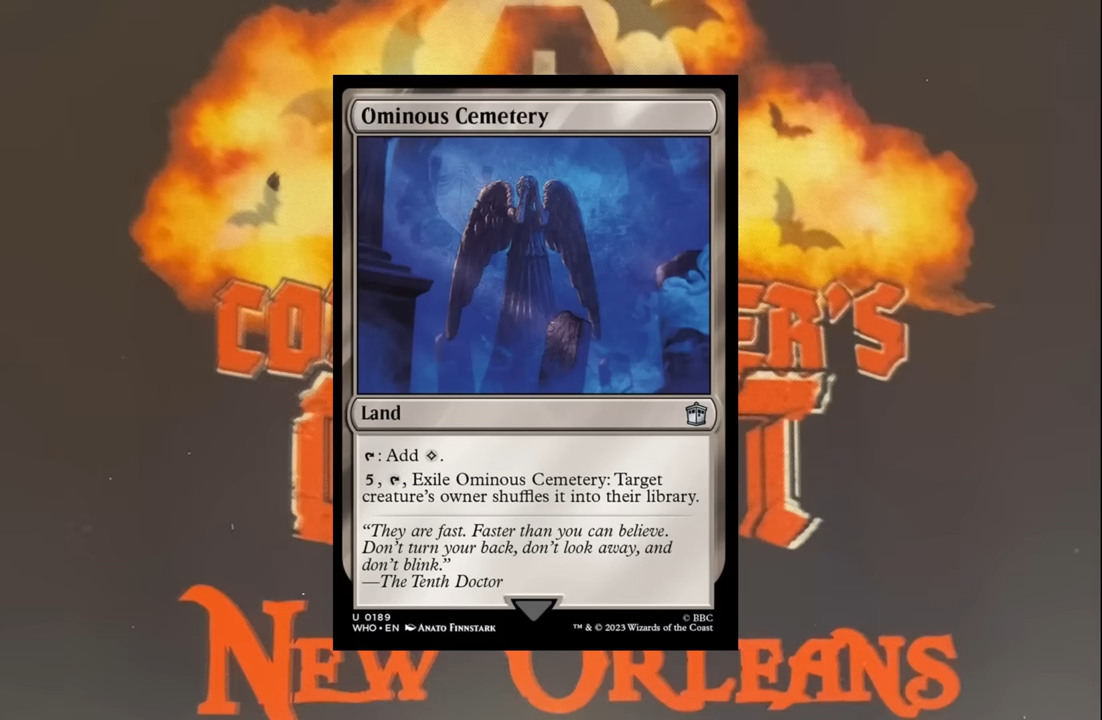 Ominous Cemetery
Land
: Add .
5, , Exile Ominous Cemetery: Target
creature's owner shuffles it into their library.
“They are fast. Faster than you can believe.
Don't turn your back, don't look away, and
don't blink.”
—The Tenth Doctor
U 0189
WHO • EN Anato Finnstark
© BBC
™ & © 2023 Wizards of the Coast
New Orleans